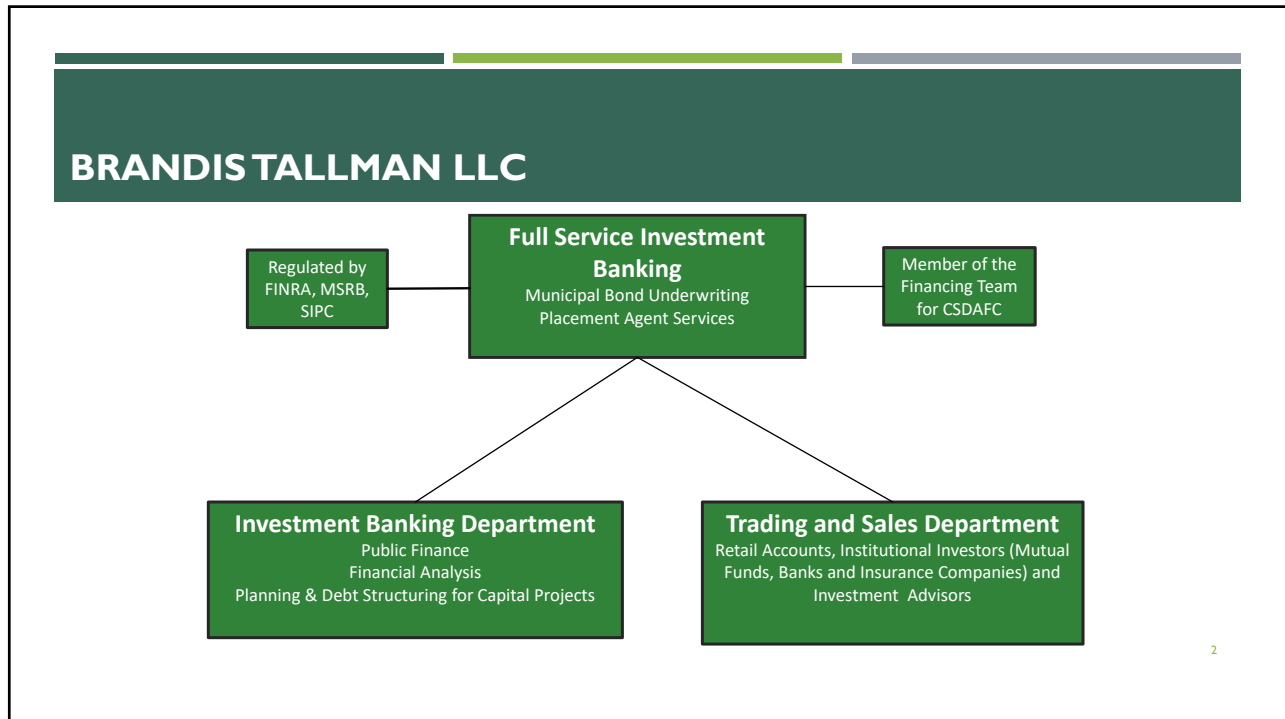 BRANDIS TALLMAN LLC
Full Service Investment
Banking
Municipal Bond Underwriting
Placement Agent Services
Regulated by
FINRA, MSRB,
SIPC
Member of the
Financing Team
for CSDAFC
Investment Banking Department
Public Finance
Financial Analysis
Planning & Debt Structuring for Capital Projects
Trading and Sales Department
Retail Accounts, Institutional Investors (Mutual
Funds, Banks and Insurance Companies) and
Investment Advisors
2